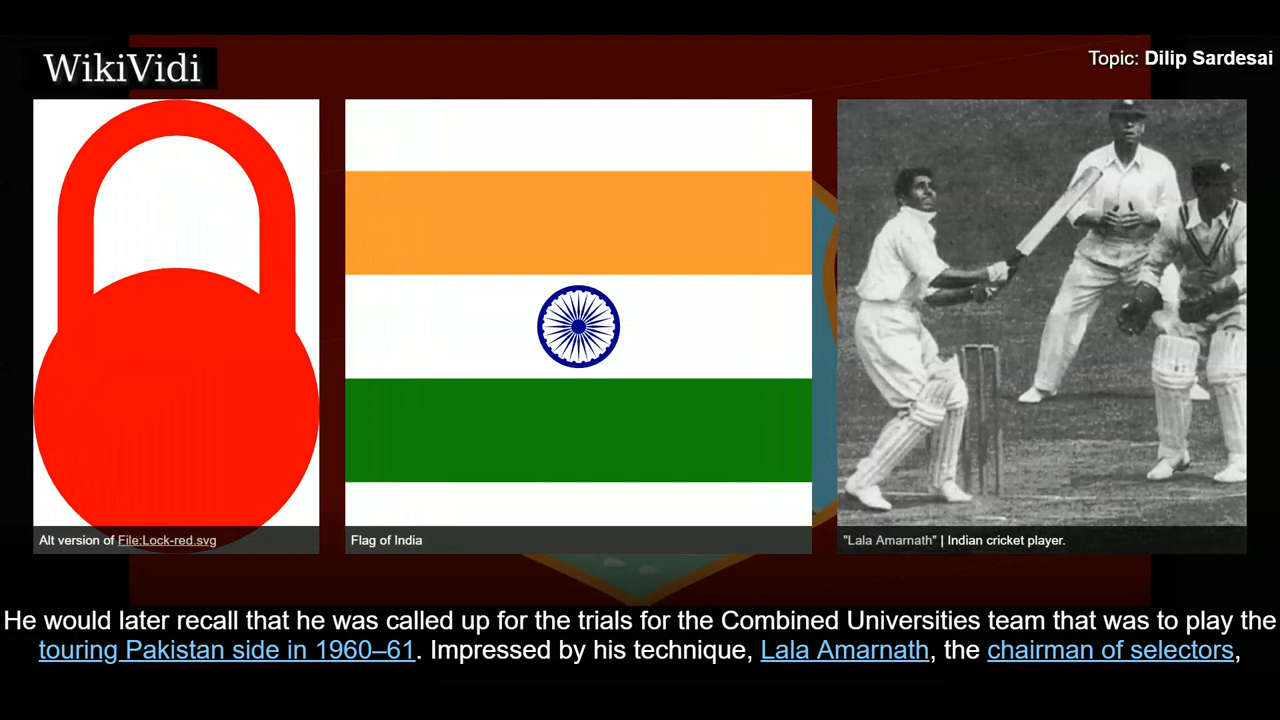 WikiVidi
Topic: Dilip Sardesai
Alt version of File:Lock-red.svg
Flag of India
"Lala Amarnath" | Indian cricket player.
He would later recall that he was called up for the trials for the Combined Universities team that was to play the
touring Pakistan side in 1960–61. Impressed by his technique, Lala Amarnath, the chairman of selectors,